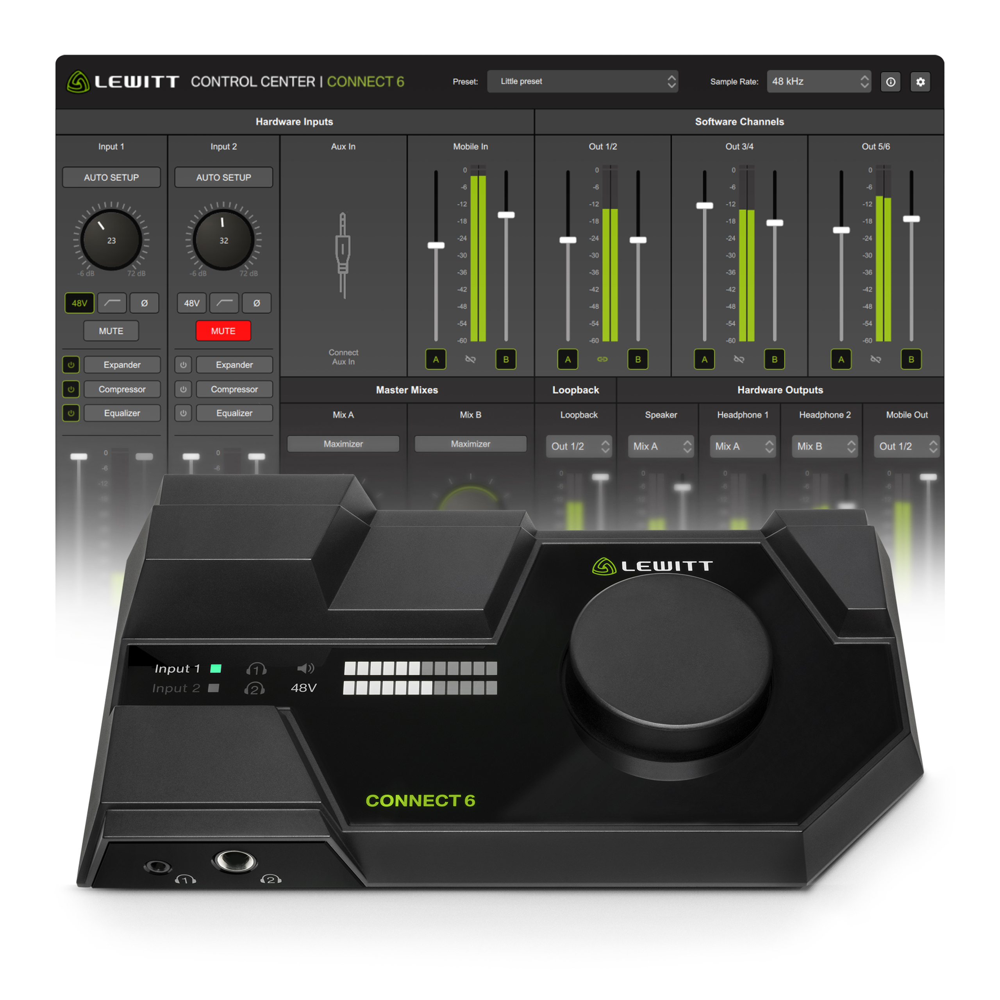 LEWITT CONTROL CENTER | CONNECT 6 Preset: Little preset Sample Rate: 48 kHz
Hardware Inputs Software Channels
Input 1 Input 2 Aux In Mobile In Out 1/2 Out 3/4 Out 5/6
AUTO SETUP AUTO SETUP
0 0 0 0
-6 -6 -6 -6
-12 -12 -12 -12
-18 -18 -18 -18
23 32 -24 -24 -24 -24
-30 -30 -30 -30
-6 dB 72 dB -6 dB 72 dB -36 -36 -36 -36
-42 -42 -42 -42
48V Ø 48V Ø -48 -48 -48 -48
MUTE MUTE -54 -54 -54 -54
-60 -60 -60 -60
Connect
Aux In
A B A B A B A B
Expander Expander
Compressor Compressor Master Mixes Loopback Hardware Outputs
Equalizer Equalizer Mix A Mix B Loopback Speaker Headphone 1 Headphone 2 Mobile Out
Maximizer Maximizer Out 1/2 Mix A Mix A Mix B Out 1/2
0 0
-6 -6
0 0 0 0 0
-12
-6 -6 -6 -6 -6
LEWITT
Input 1 1
Input 2 2 48V
CONNECT 6
1 2